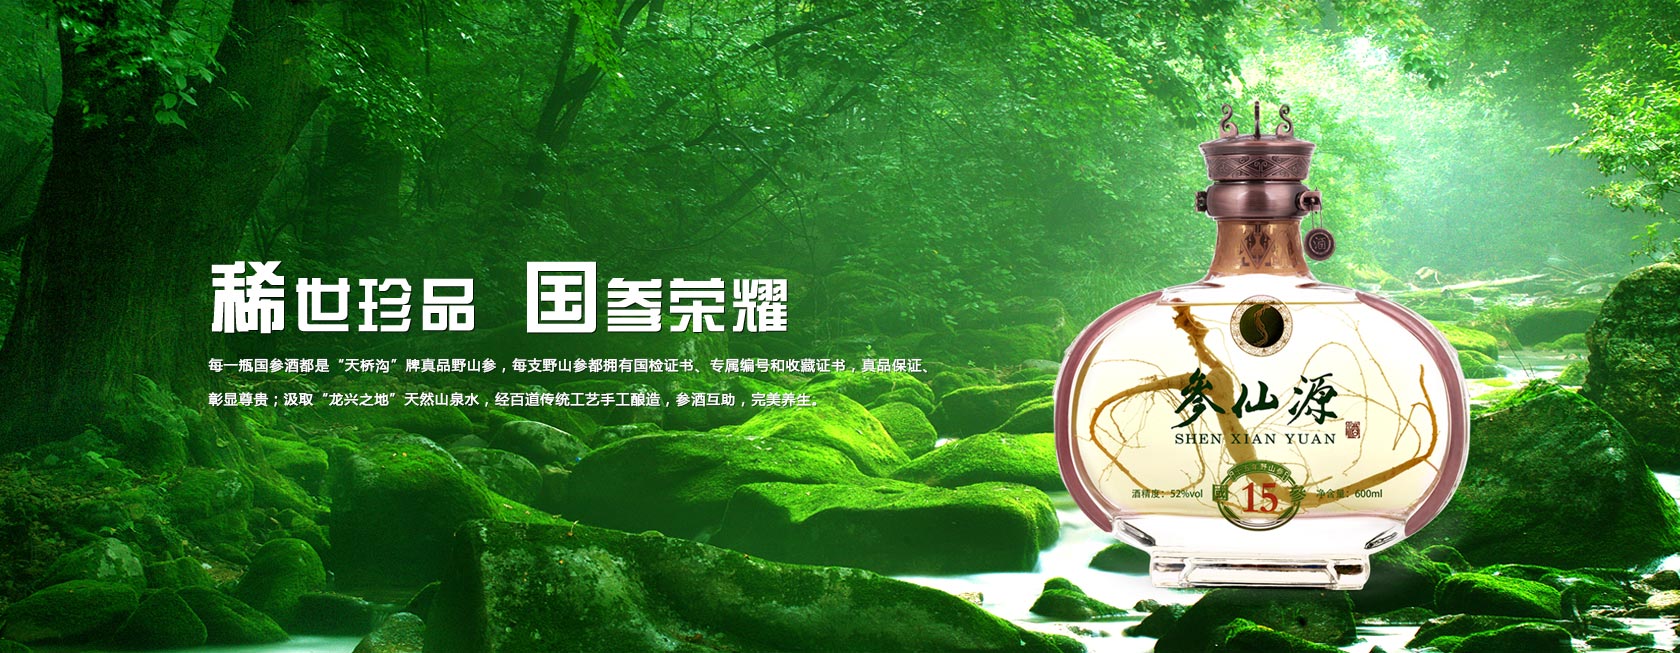 稀世珍品 国参荣耀
每一瓶国参酒都是“天桥沟”牌真品野山参，每支野山参都拥有国检证书、专属编号和收藏证书，真品保证、
彰显尊贵；汲取“龙兴之地”天然山泉水，经百道传统工艺手工酿造，参酒互助，完美养生。
酒
参仙源
SHEN XIAN YUAN
酒精度：52%vol 國 15 参 净含量：600ml